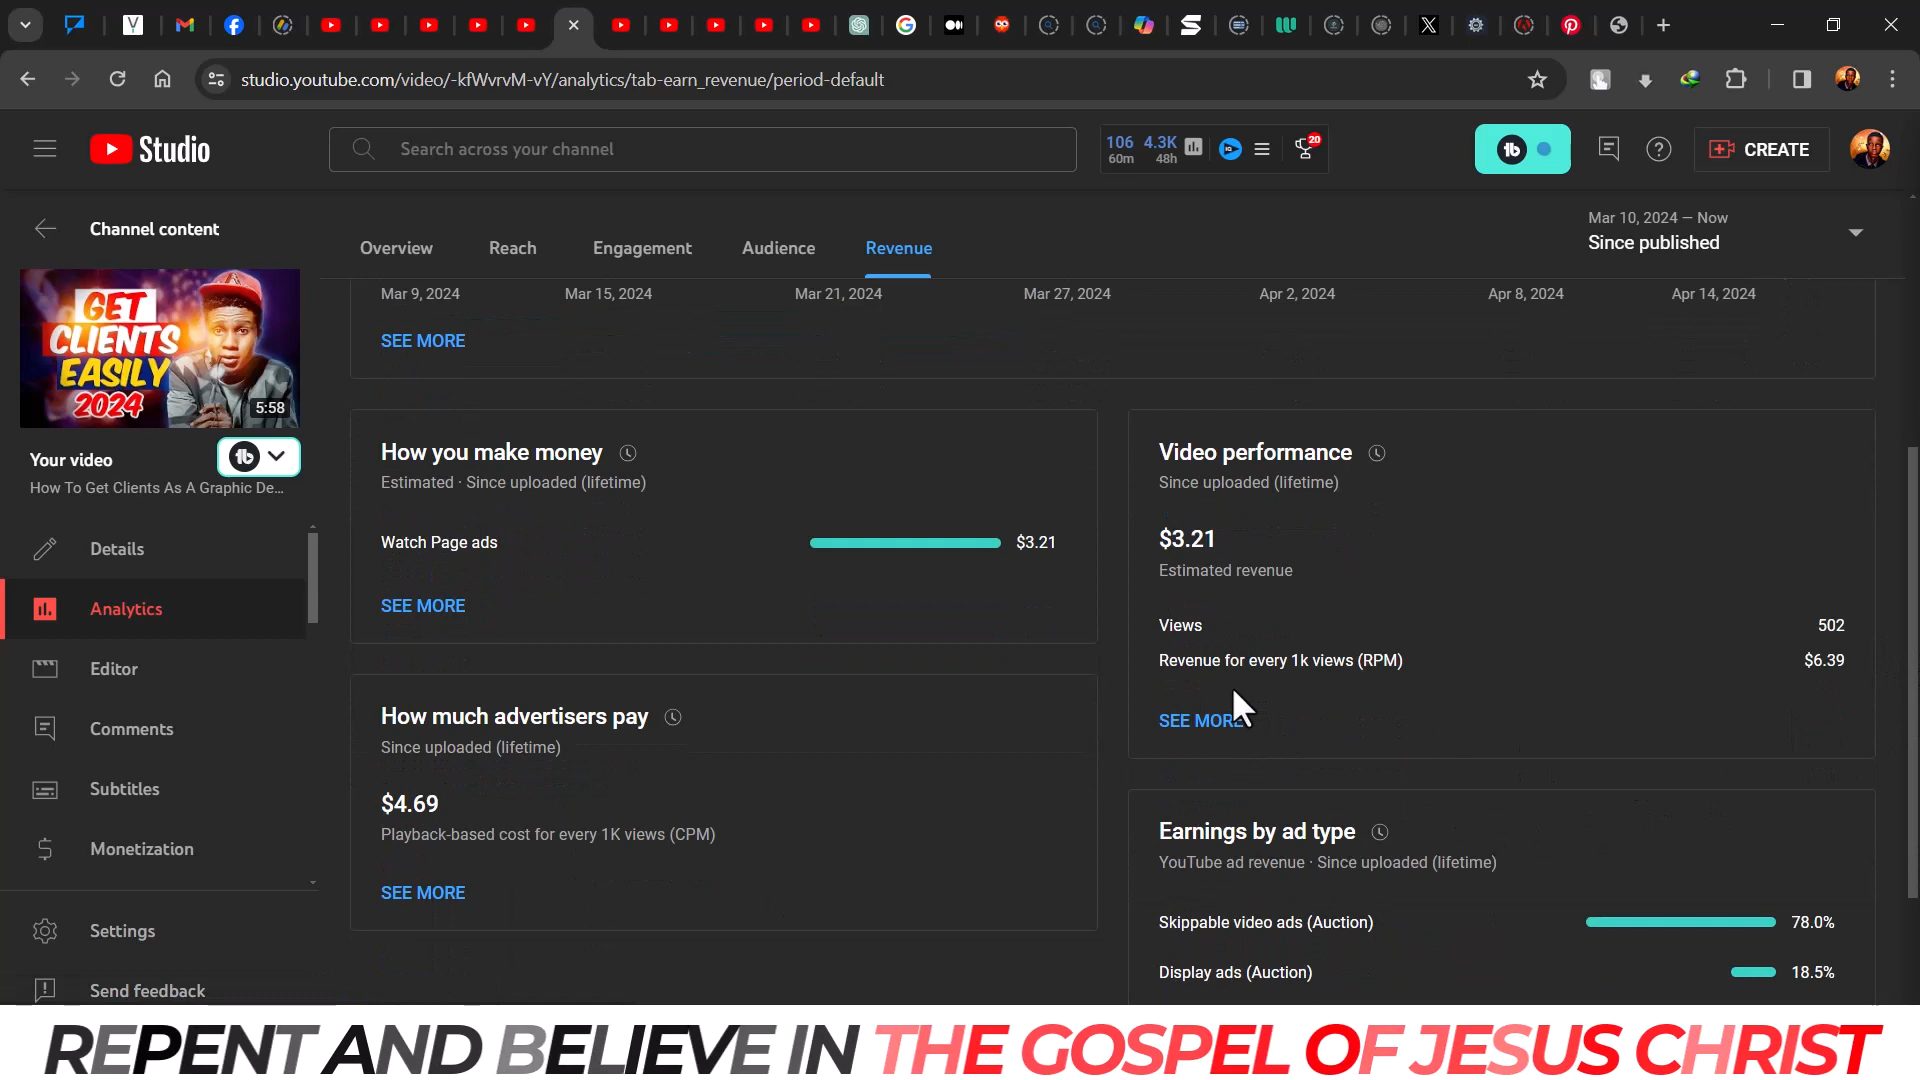 studio.youtube.com/video/-kfWvrvM-vY/analytics/tab-earn_revenue/period-default
Studio
Search across your channel
106 4.3K
60m 48h
20
CREATE
Channel content
Mar 10, 2024 – Now
Since published
Overview Reach Engagement Audience Revenue
Mar 9, 2024 Mar 15, 2024 Mar 21, 2024 Mar 27, 2024 Apr 2, 2024 Apr 8, 2024 Apr 14, 2024
SEE MORE
GET
CLIENTS
EASILY
2024
5:58
Your video
How To Get Clients As A Graphic De...
Details
Analytics
Editor
Comments
Subtitles
Monetization
Settings
Send feedback
How you make money
Estimated · Since uploaded (lifetime)
Watch Page ads $3.21
SEE MORE
How much advertisers pay
Since uploaded (lifetime)
$4.69
Playback-based cost for every 1K views (CPM)
SEE MORE
Video performance
Since uploaded (lifetime)
$3.21
Estimated revenue
Views 502
Revenue for every 1k views (RPM) $6.39
SEE MORE
Earnings by ad type
YouTube ad revenue · Since uploaded (lifetime)
Skippable video ads (Auction) 78.0%
Display ads (Auction) 18.5%
REPENT AND BELIEVE IN THE GOSPEL OF JESUS CHRIST